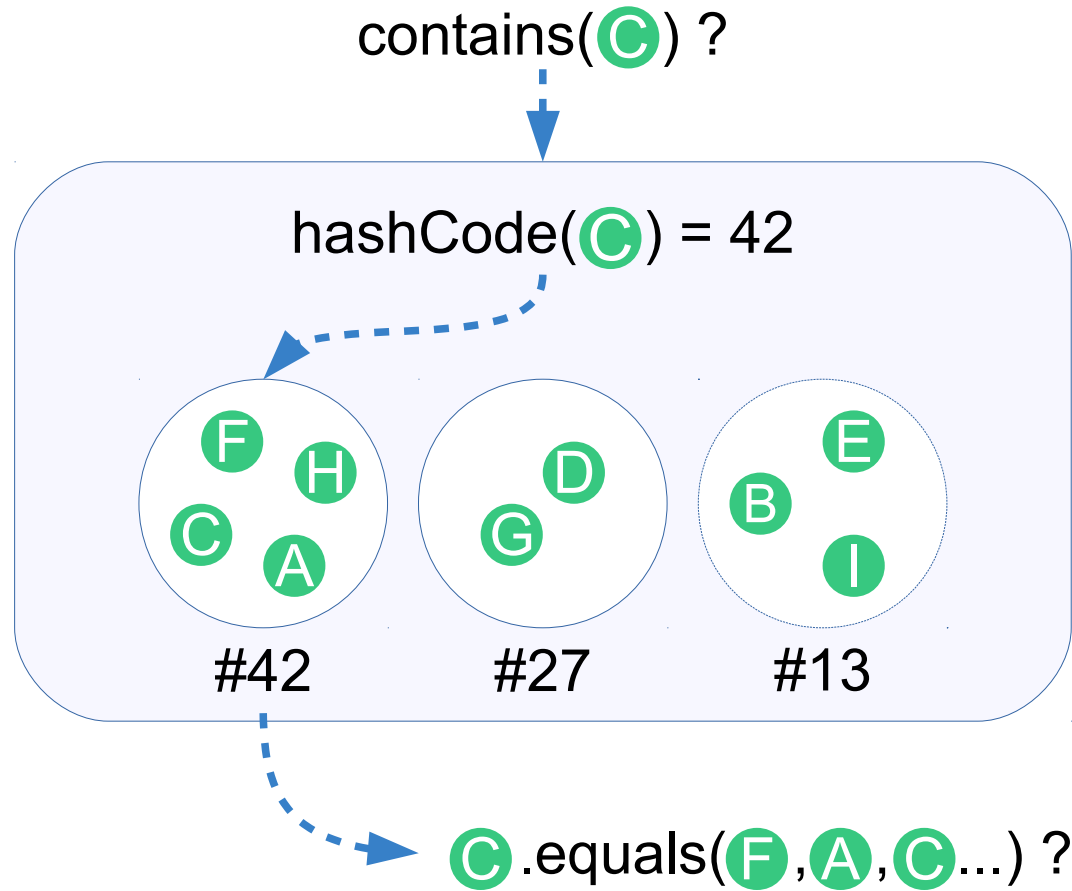 contains(C) ?
hashCode(C) = 42
F
H
C
A
D
G
E
B
I
#42 #27 #13
C.equals(F,A,C...) ?